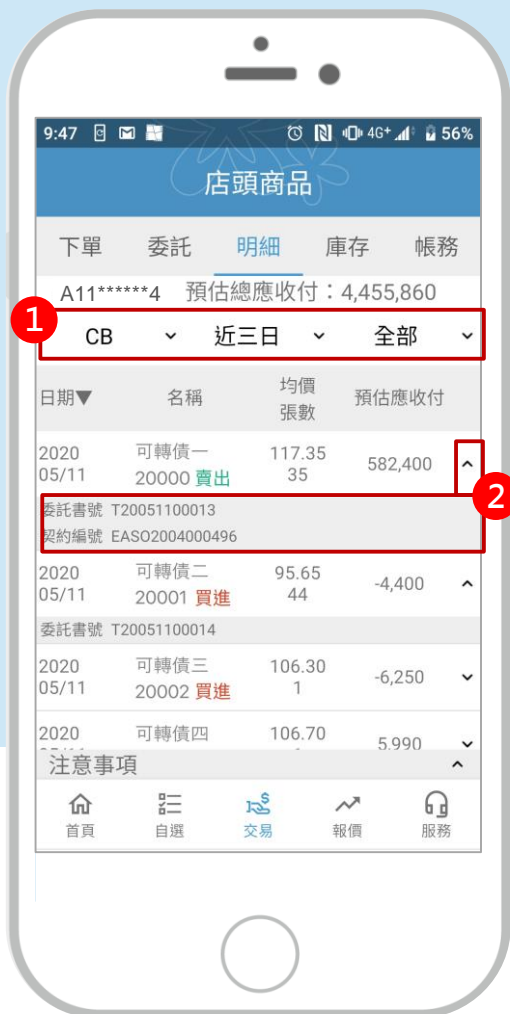 9:47 4G+ 56%
店頭商品
下單 委託 明細 庫存 帳務
A11******4 預估總應收付：4,455,860
1
CB 近三日 全部
日期▼ 名稱 均價 張數 預估應收付
2020 可轉債一 117.35
05/11 20000 賣出 35 582,400
2
委託書號 T20051100013
契約編號 EASO2004000496
2020 可轉債二 95.65
05/11 20001 買進 44 -4,400
委託書號 T20051100014
2020 可轉債三 106.30
05/11 20002 買進 1 -6,250
2020 可轉債四 106.70
5,990
注意事項
首頁 自選 交易 報價 服務